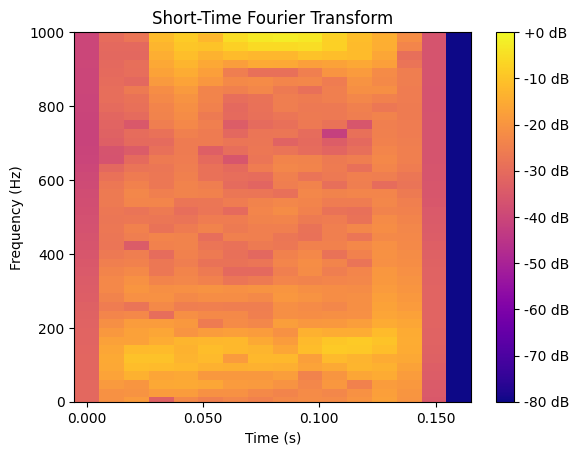 Short-Time Fourier Transform
1000
800
600
400
200
0
Frequency (Hz)
0.000
0.050
0.100
0.150
Time (s)
+0 dB
-10 dB
-20 dB
-30 dB
-40 dB
-50 dB
-60 dB
-70 dB
-80 dB